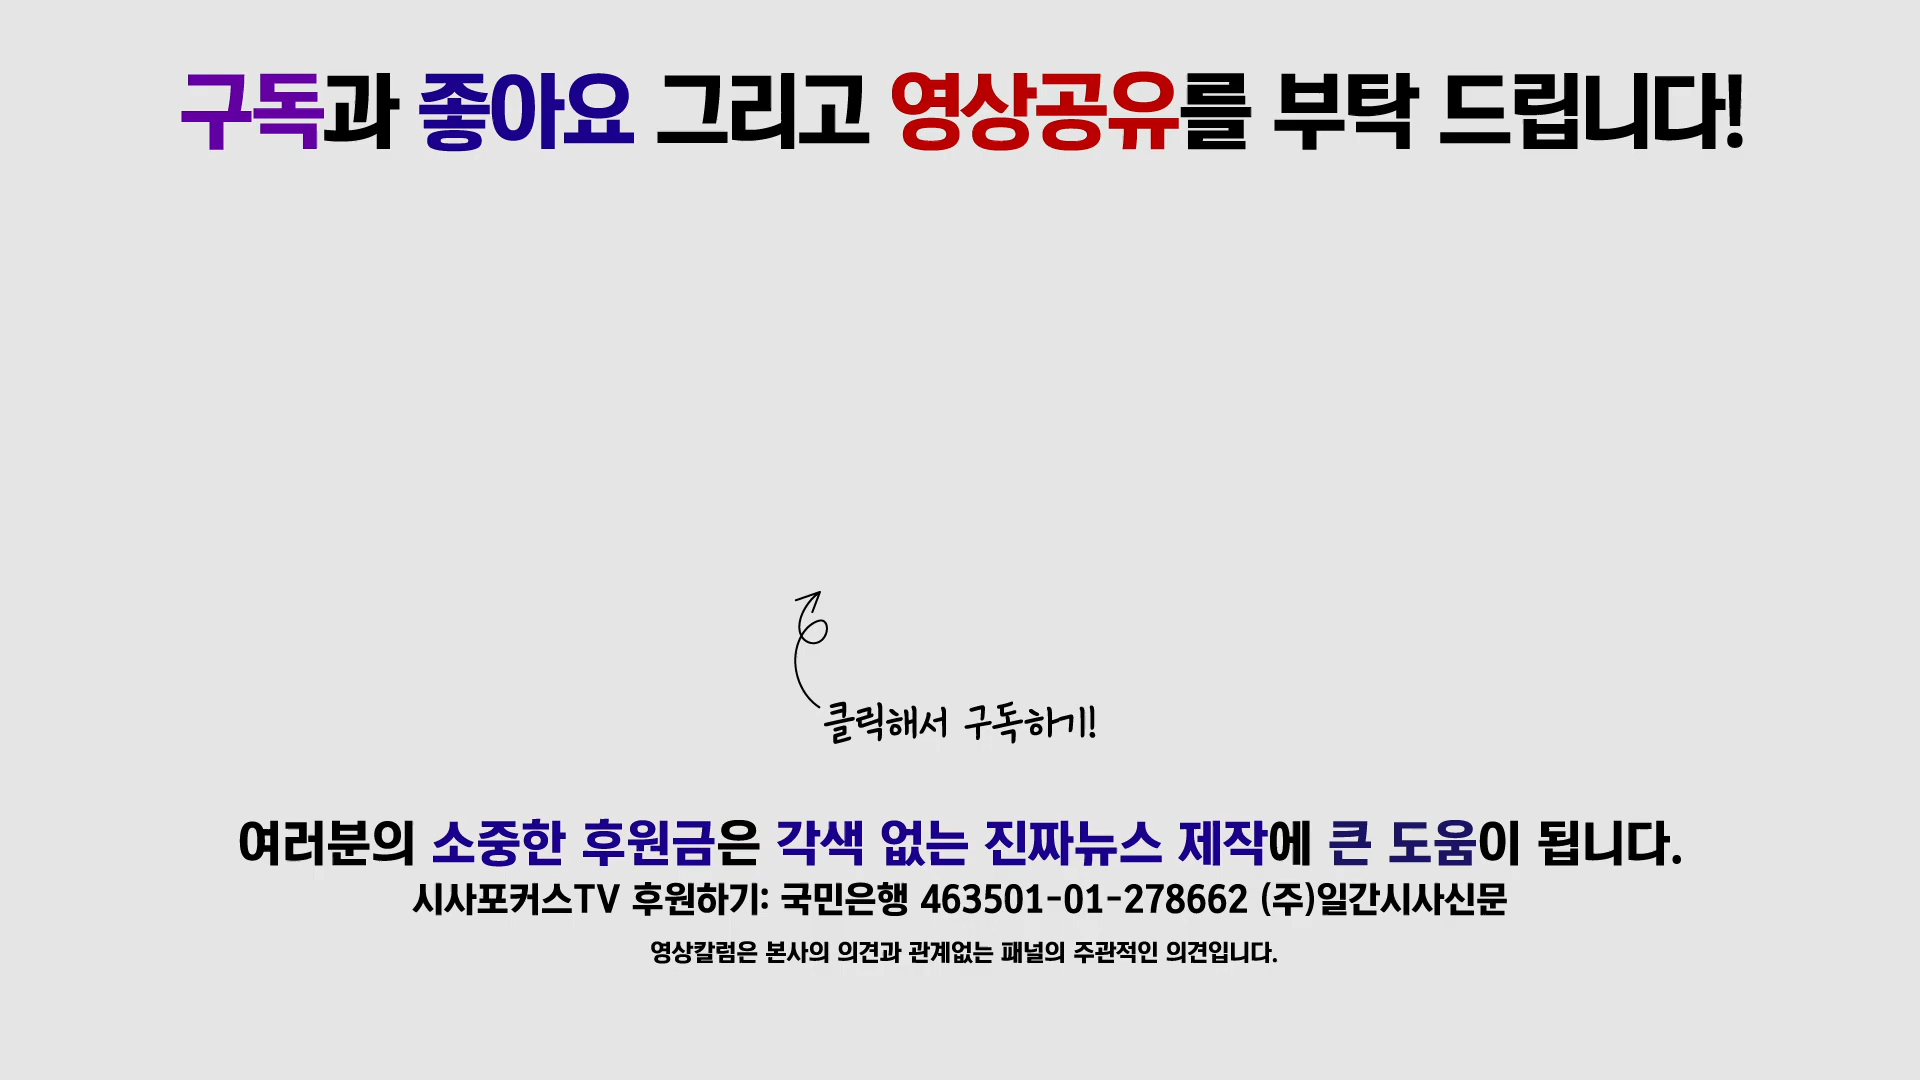 구독과 좋아요 그리고 영상공유를 부탁 드립니다!
클릭해서 구독하기!
여러분의 소중한 후원금은 각색 없는 진짜뉴스 제작에 큰 도움이 됩니다.
시사포커스TV 후원하기: 국민은행 463501-01-278662 (주)일간시사신문
영상칼럼은 본사의 의견과 관계없는 패널의 주관적인 의견입니다.